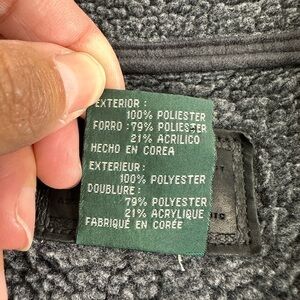 EXTERIOR :
100% POLIESTER
FORRO :79% POLIESTER
21% ACRILICO
HECHO EN COREA
EXTERIEUR:
100% POLYESTER
DOUBLURE:
79% POLYESTER
21% ACRYLIQUE
FABRIQUÉ EN CORÉE